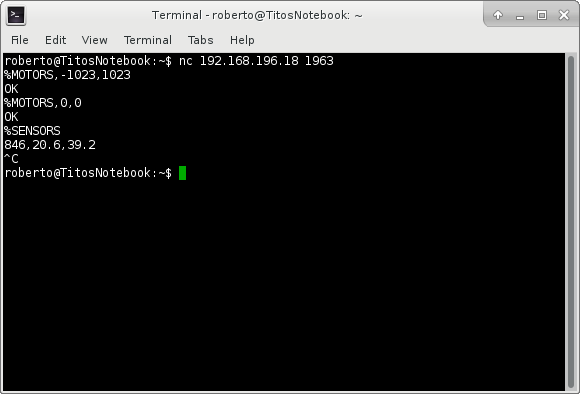 Terminal - roberto@TitosNotebook: ~
File Edit View Terminal Tabs Help
roberto@TitosNotebook:~$ nc 192.168.196.18 1963
%MOTORS,-1023,1023
OK
%MOTORS,0,0
OK
%SENSORS
846,20.6,39.2
^C
roberto@TitosNotebook:~$